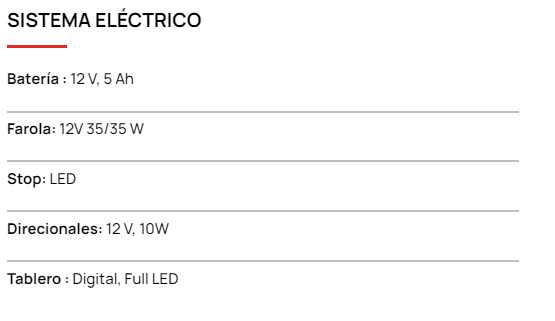 SISTEMA ELÉCTRICO
Batería : 12 V, 5 Ah
Farola: 12V 35/35 W
Stop: LED
Direcionales: 12 V, 10W
Tablero : Digital, Full LED